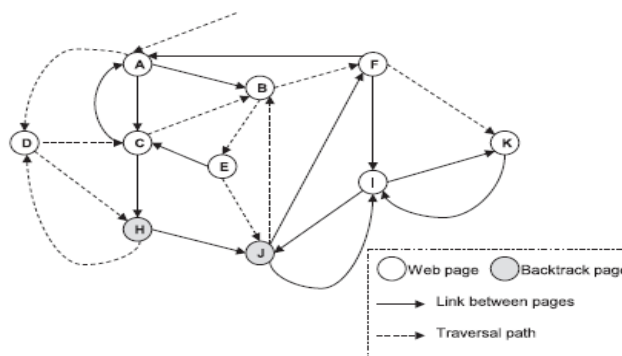 A
F
B
D
C
K
E
I
H
J
Web page
Backtrack page
Link between pages
Traversal path